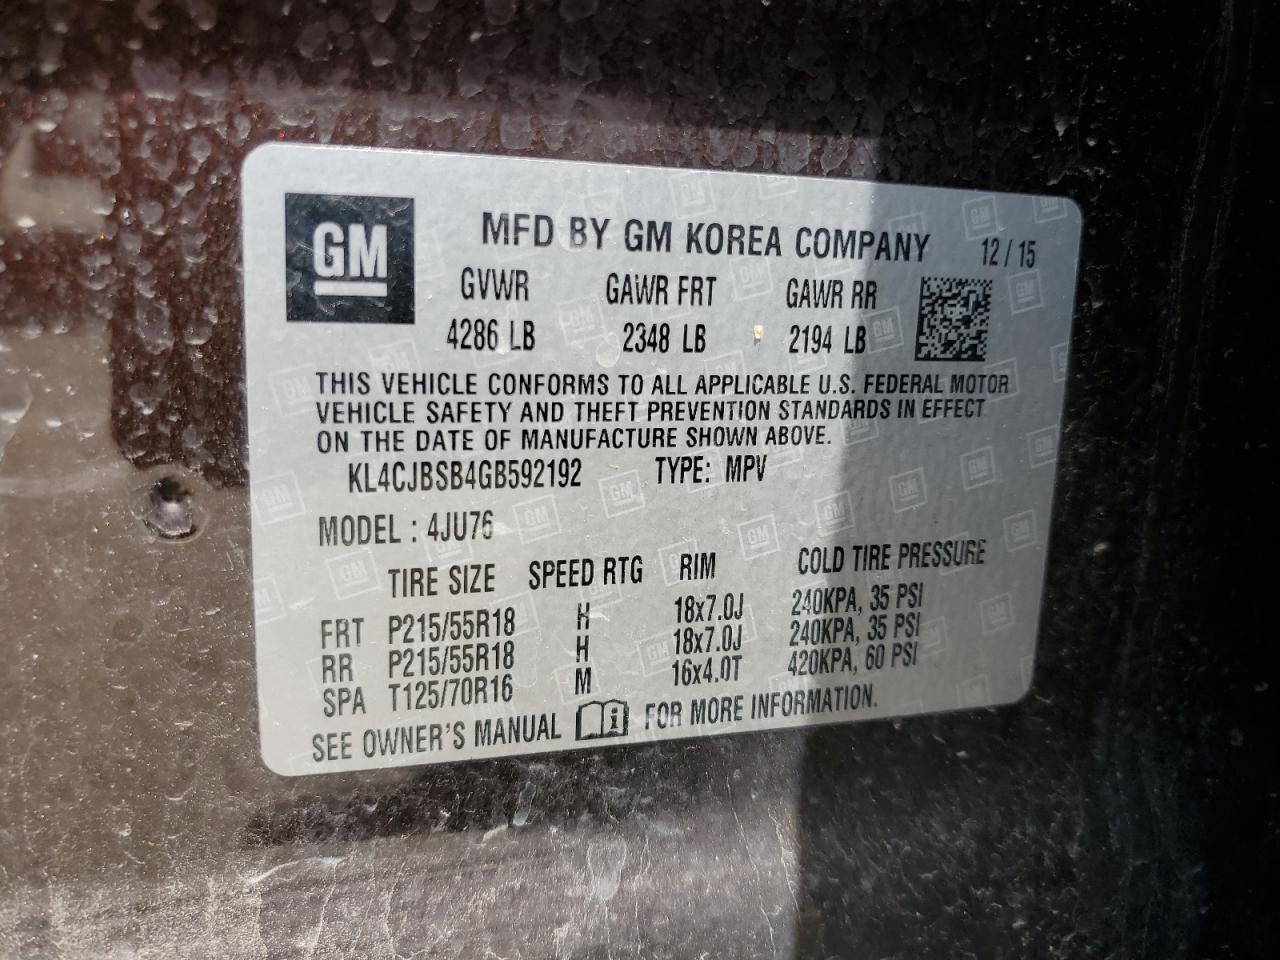 GM
MFD BY GM KOREA COMPANY 12 / 15
GVWR GAWR FRT GAWR RR
4286 LB 2348 LB 2194 LB
THIS VEHICLE CONFORMS TO ALL APPLICABLE U.S. FEDERAL MOTOR
VEHICLE SAFETY AND THEFT PREVENTION STANDARDS IN EFFECT
ON THE DATE OF MANUFACTURE SHOWN ABOVE.
KL4CJBSB4GB592192 TYPE: MPV
MODEL : 4JU76
TIRE SIZE SPEED RTG RIM COLD TIRE PRESSURE
FRT P215/55R18 H 18x7.0J 240KPA, 35 PSI
RR P215/55R18 H 18x7.0J 240KPA, 35 PSI
SPA T125/70R16 M 16x4.0T 420KPA, 60 PSI
SEE OWNER'S MANUAL i FOR MORE INFORMATION.